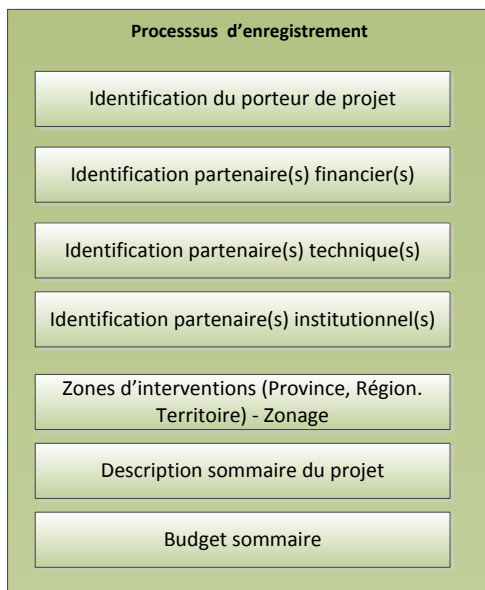 Processsus d’enregistrement
Identification du porteur de projet
Identification partenaire(s) financier(s)
Identification partenaire(s) technique(s)
Identification partenaire(s) institutionnel(s)
Zones d’interventions (Province, Région.
Territoire) - Zonage
Description sommaire du projet
Budget sommaire